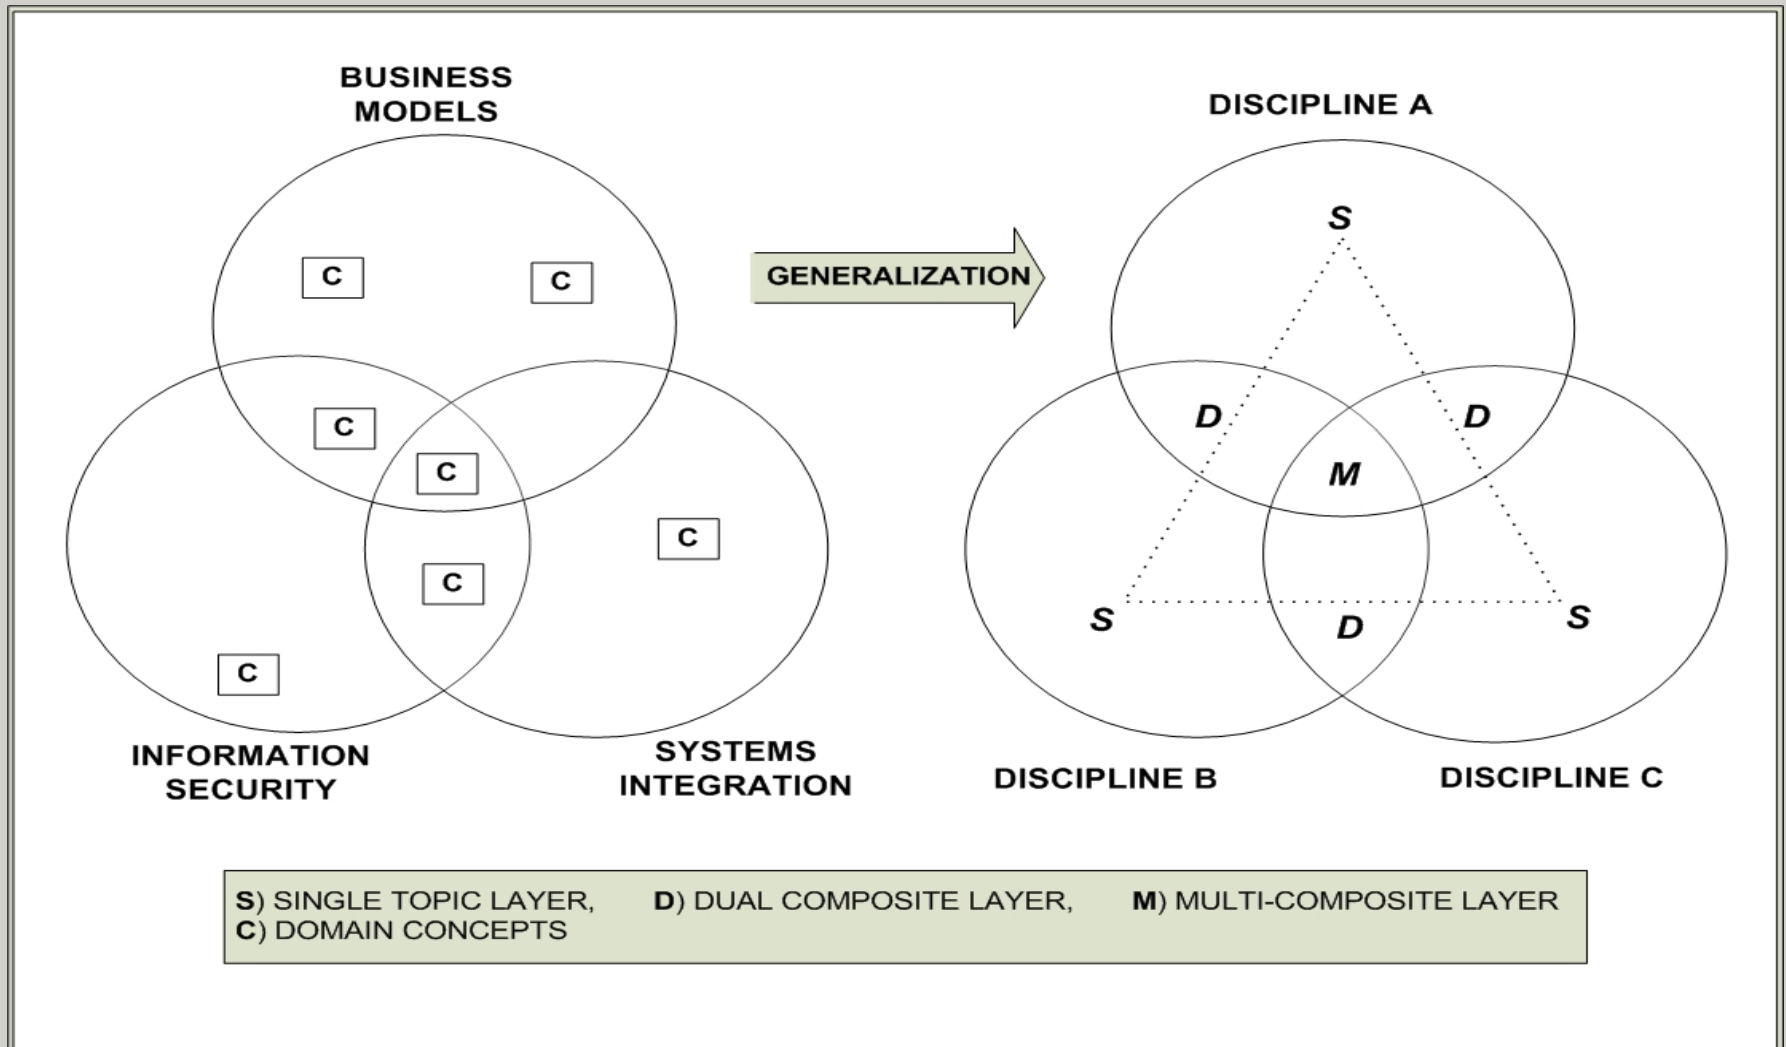 BUSINESS
MODELS
C
C
C
C
C
C
C
INFORMATION
SECURITY
SYSTEMS
INTEGRATION
GENERALIZATION
DISCIPLINE A
S
D
D
M
S
D
S
DISCIPLINE B
DISCIPLINE C
S) SINGLE TOPIC LAYER, D) DUAL COMPOSITE LAYER, M) MULTI-COMPOSITE LAYER
C) DOMAIN CONCEPTS